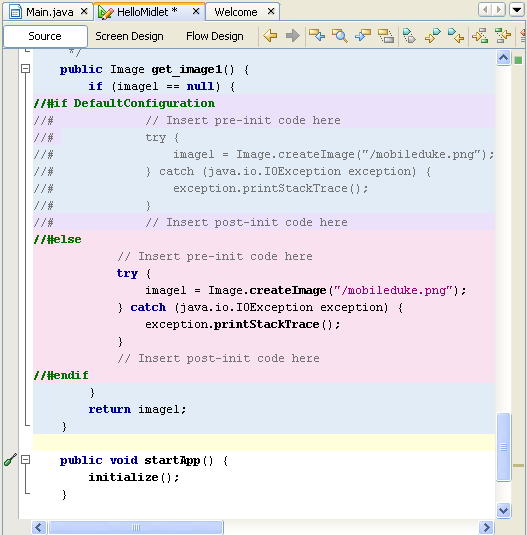 Main.java HelloMidlet * Welcome
Source Screen Design Flow Design
*/
public Image get_image1() {
if (image1 == null) {
//#if DefaultConfiguration
//# // Insert pre-init code here
//# try {
//# image1 = Image.createImage("/mobileduke.png");
//# } catch (java.io.IOException exception) {
//# exception.printStackTrace();
//# }
//# // Insert post-init code here
//#else
// Insert pre-init code here
try {
image1 = Image.createImage("/mobileduke.png");
} catch (java.io.IOException exception) {
exception.printStackTrace();
}
// Insert post-init code here
//#endif
}
return image1;
}
public void startApp() {
initialize();
}